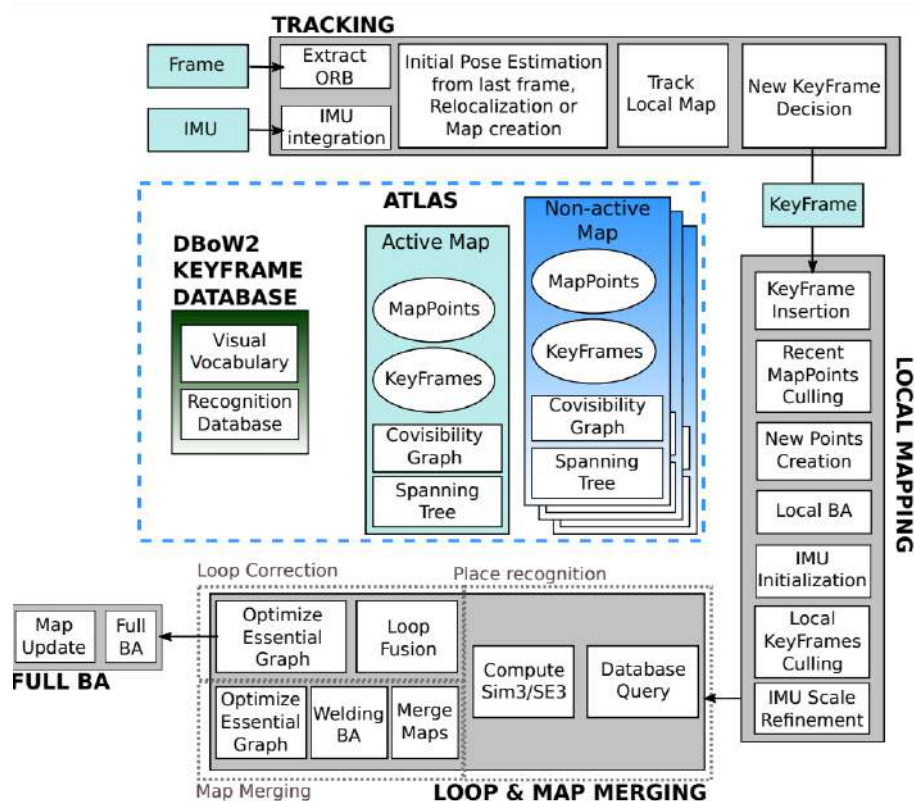 TRACKING
Frame
IMU
Extract
ORB
IMU
integration
Initial Pose Estimation
from last frame,
Relocalization or
Map creation
Track
Local Map
New KeyFrame
Decision
KeyFrame
ATLAS
DBoW2
KEYFRAME
DATABASE
Visual
Vocabulary
Recognition
Database
Active Map
MapPoints
KeyFrames
Covisibility
Graph
Spanning
Tree
Non-active
Map
MapPoints
KeyFrames
Covisibility
Graph
Spanning
Tree
LOCAL MAPPING
KeyFrame
Insertion
Recent
MapPoints
Culling
New Points
Creation
Local BA
IMU
Initialization
Local
KeyFrames
Culling
IMU Scale
Refinement
Loop Correction
Place recognition
Optimize
Essential
Graph
Loop
Fusion
Compute
Sim3/SE3
Database
Query
Optimize
Essential
Graph
Welding
BA
Merge
Maps
Map Merging
LOOP & MAP MERGING
Map
Update
Full
BA
FULL BA